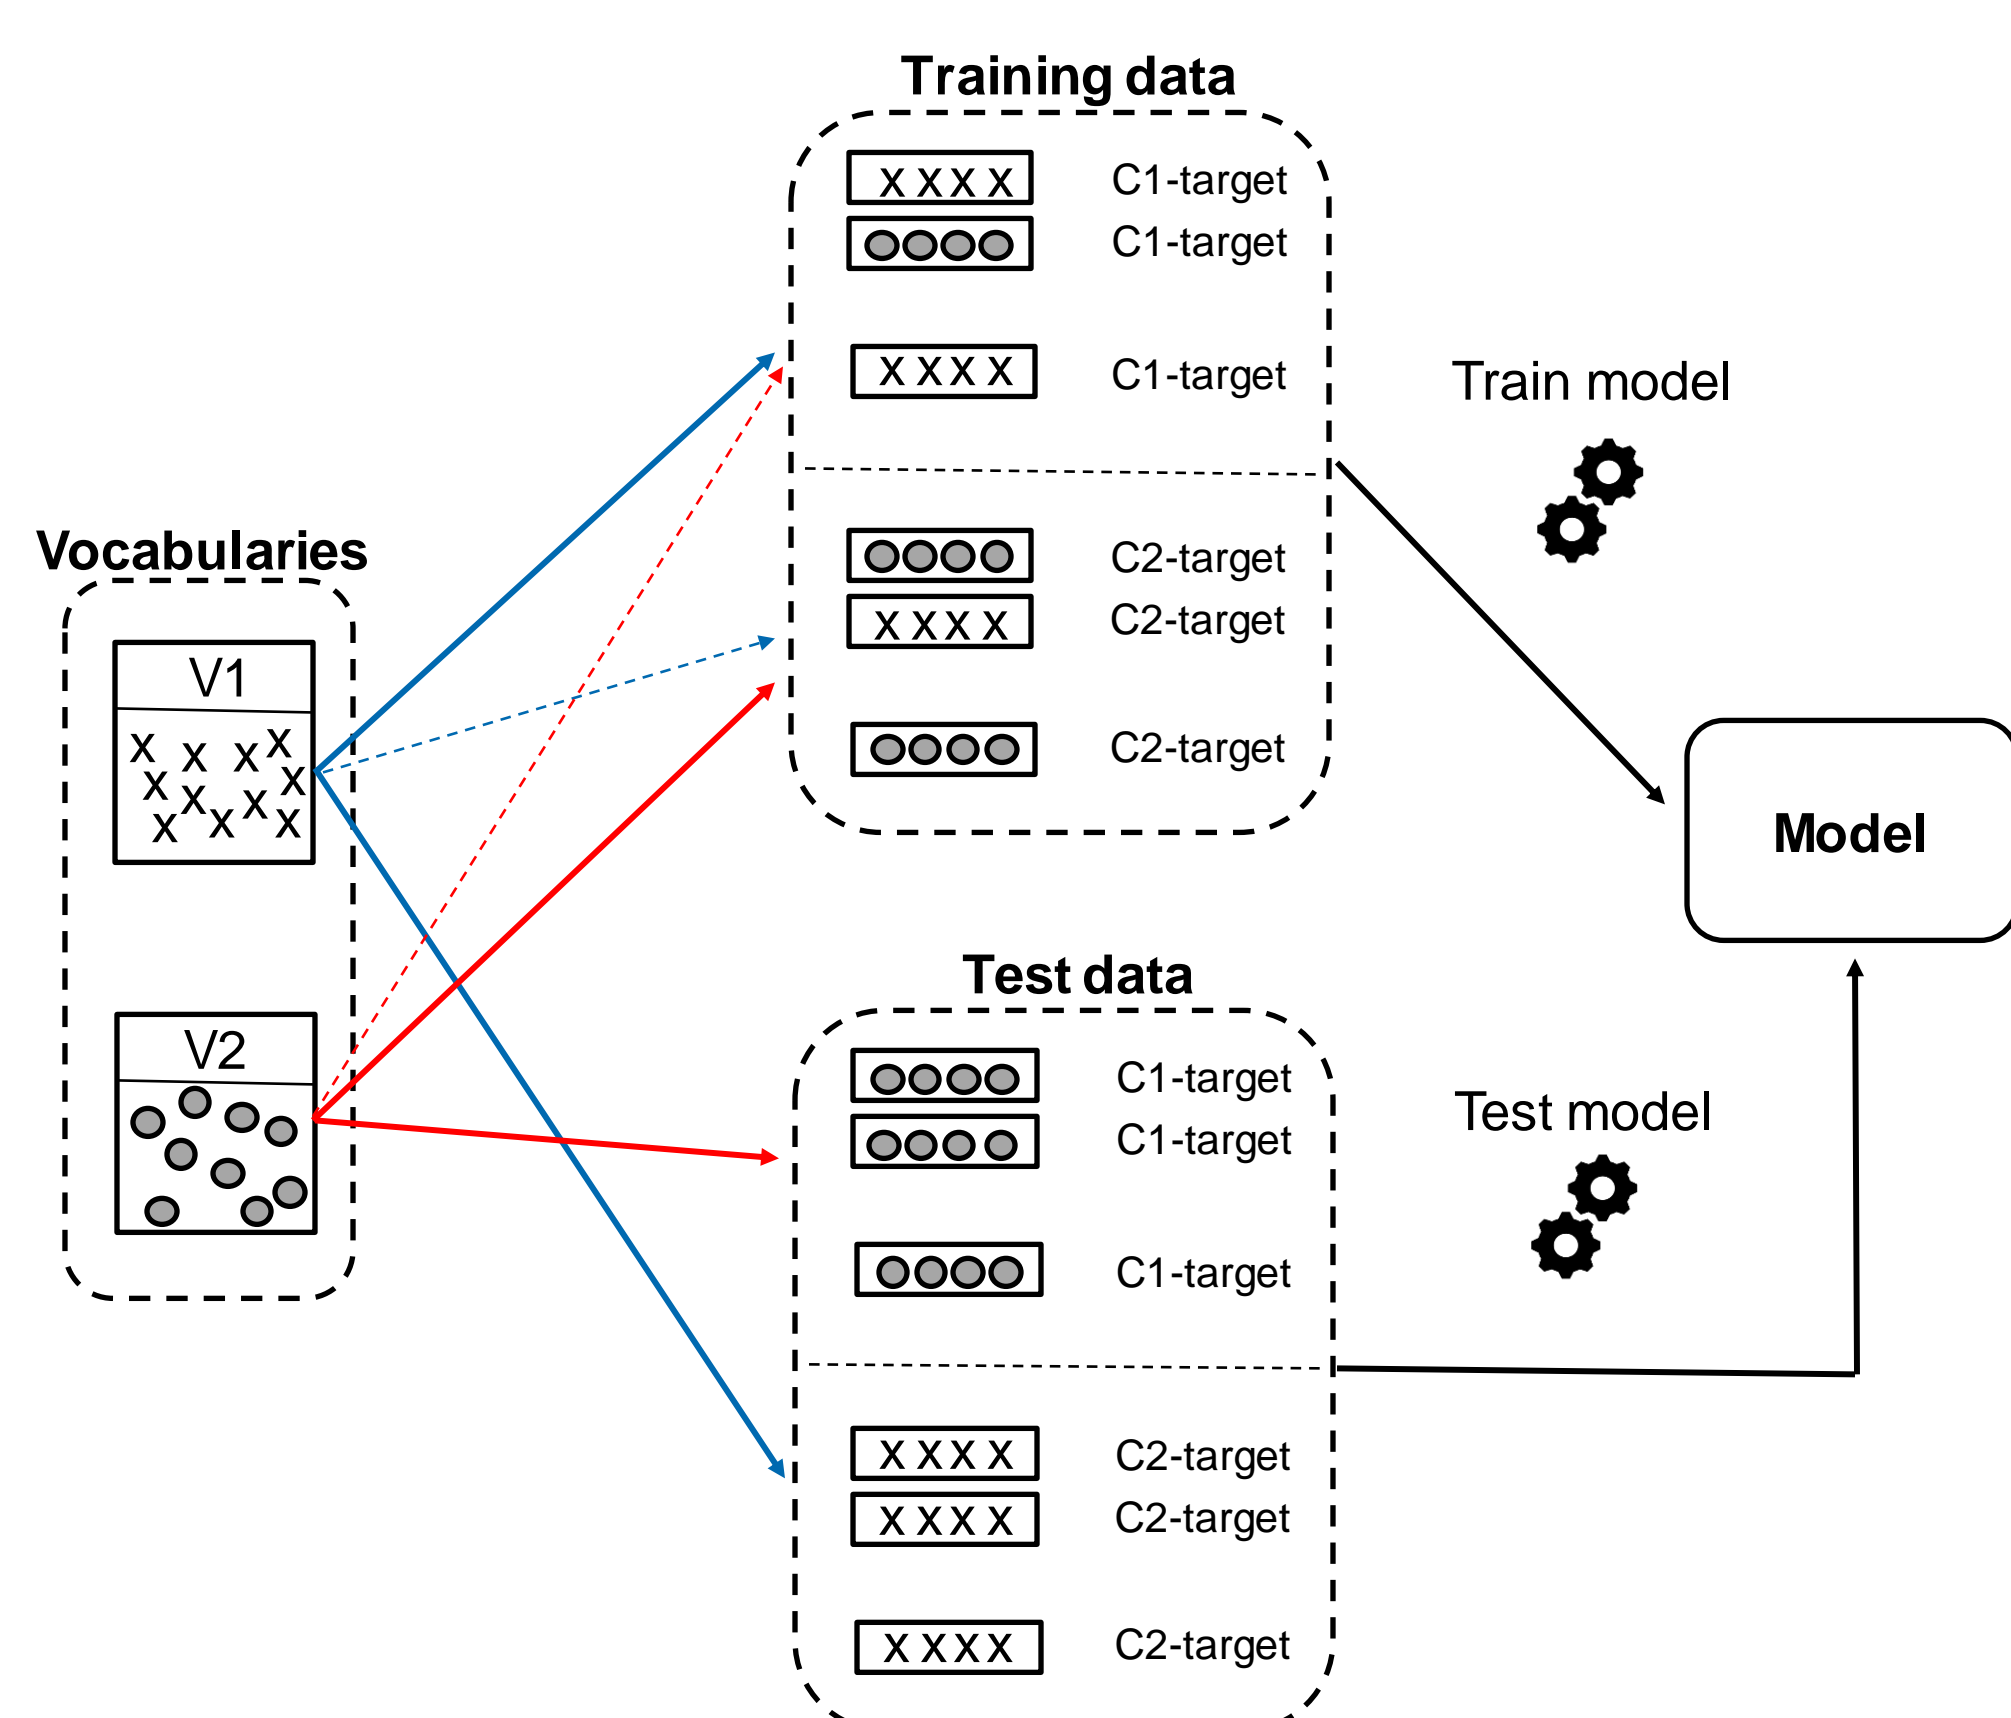 Training data
X X X X C1-target
C1-target
X X X X C1-target
Train model
C2-target
X X X X C2-target
C2-target
Vocabularies
V1
X X X X
X X X X
X X X
V2
Model
Test data
C1-target
C1-target
C1-target
Test model
X X X X C2-target
X X X X C2-target
X X X X C2-target